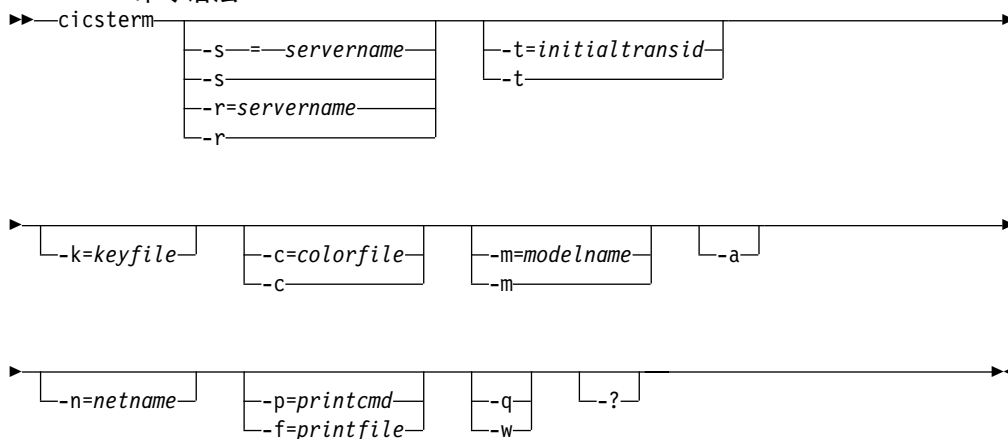 cicsterm
-s = servername
-s
-r=servername
-r
-t=initialtransid
-t
-k=keyfile
-c=colorfile
-c
-m=modelname
-m
-a
-n=netname
-p=printcmd
-f=printfile
-q
-w
-?